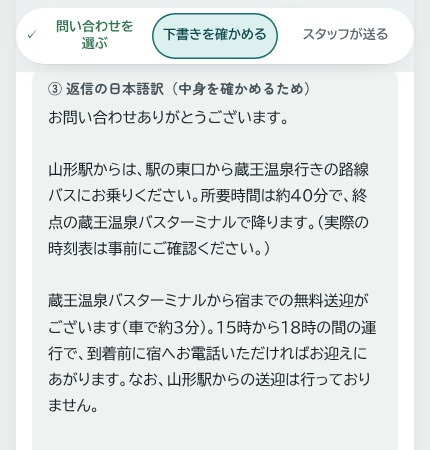 ✓ 問い合わせを
選ぶ
下書きを確かめる
スタッフが送る
③ 返信の日本語訳（中身を確かめるため）
お問い合わせありがとうございます。
山形駅からは、駅の東口から蔵王温泉行きの路線
バスにお乗りください。所要時間は約40分で、終
点の蔵王温泉バスターミナルで降ります。（実際の
時刻表は事前にご確認ください。）
蔵王温泉バスターミナルから宿までの無料送迎が
ございます（車で約3分）。15時から18時の間の運
行で、到着前に宿へお電話いただければお迎えに
あがります。なお、山形駅からの送迎は行っており
ません。